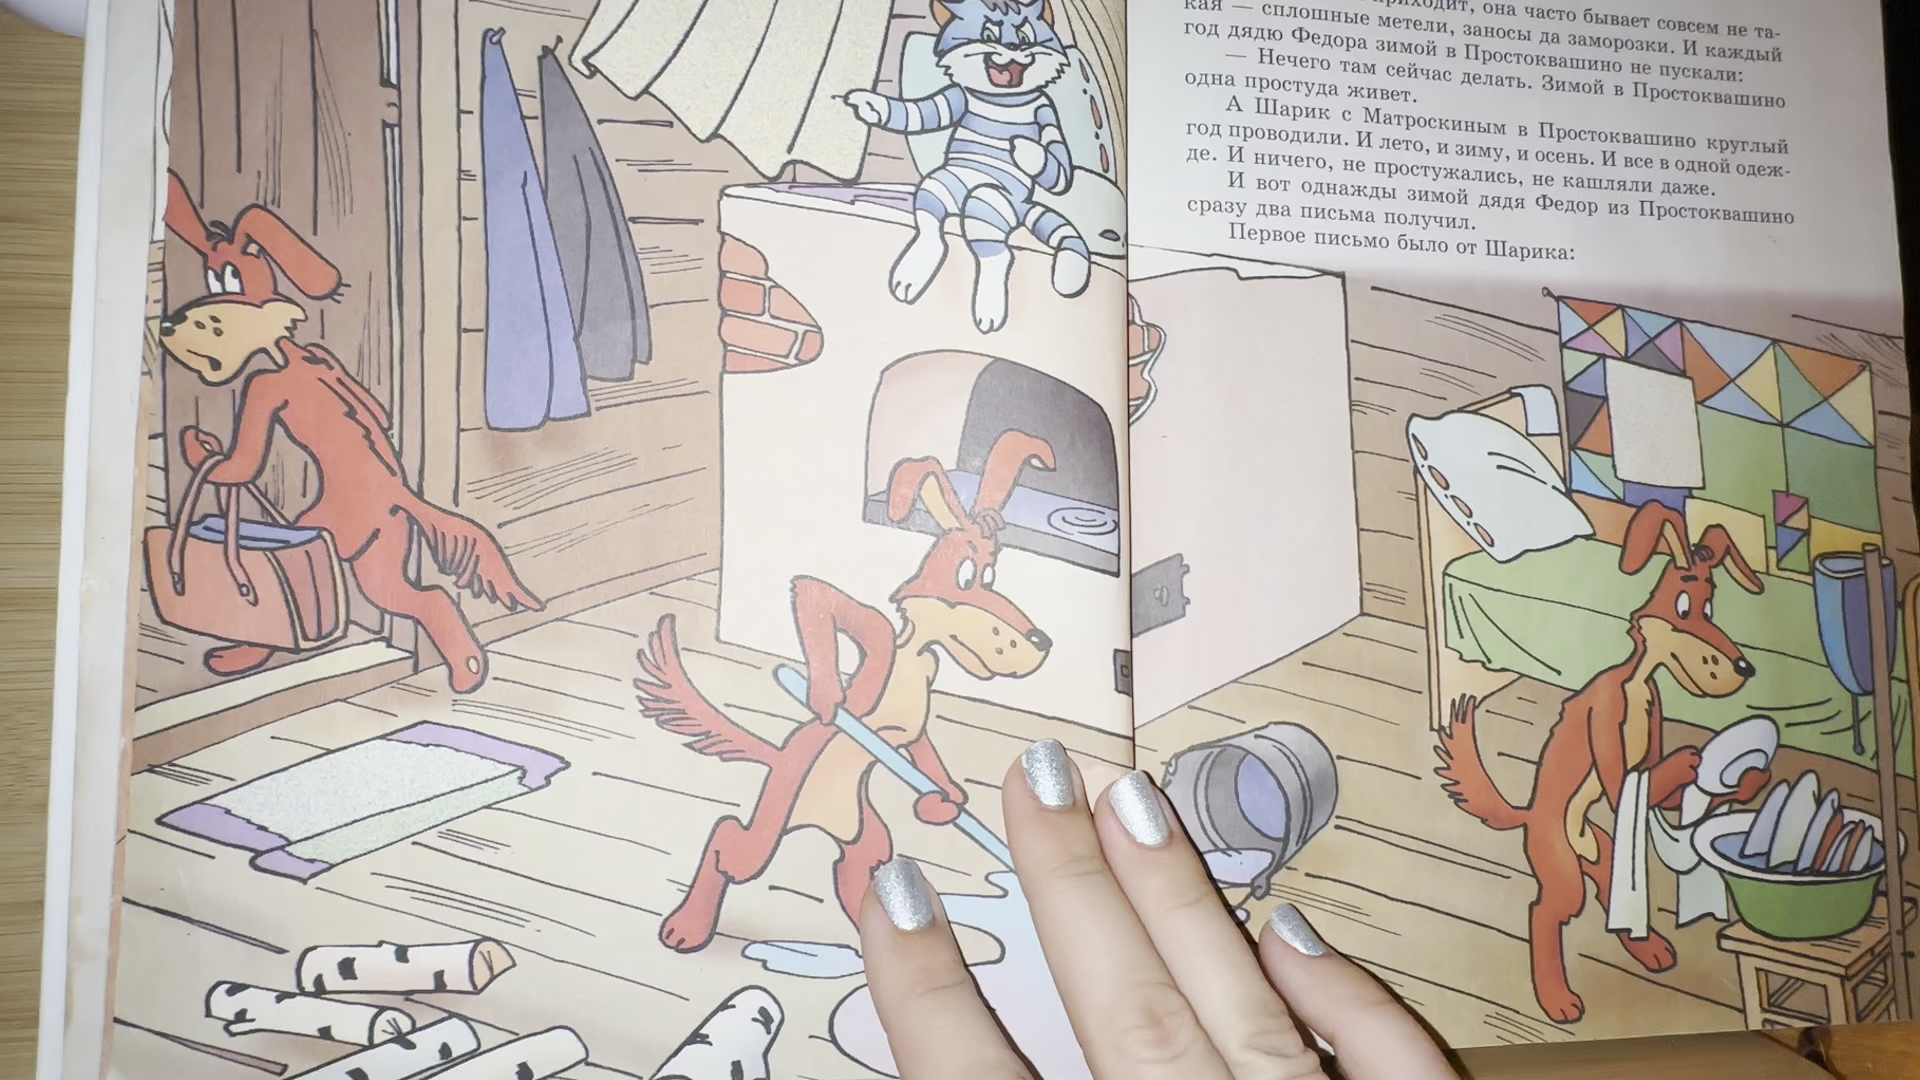 приходит, она часто бывает совсем не та-
кая — сплошные метели, заносы да заморозки. И каждый
год дядю Федора зимой в Простоквашино не пускали:
— Нечего там сейчас делать. Зимой в Простоквашино
одна простуда живет.
А Шарик с Матроскиным в Простоквашино круглый
год проводили. И лето, и зиму, и осень. И все в одной одеж-
де. И ничего, не простужались, не кашляли даже.
И вот однажды зимой дядя Федор из Простоквашино
сразу два письма получил.
Первое письмо было от Шарика: